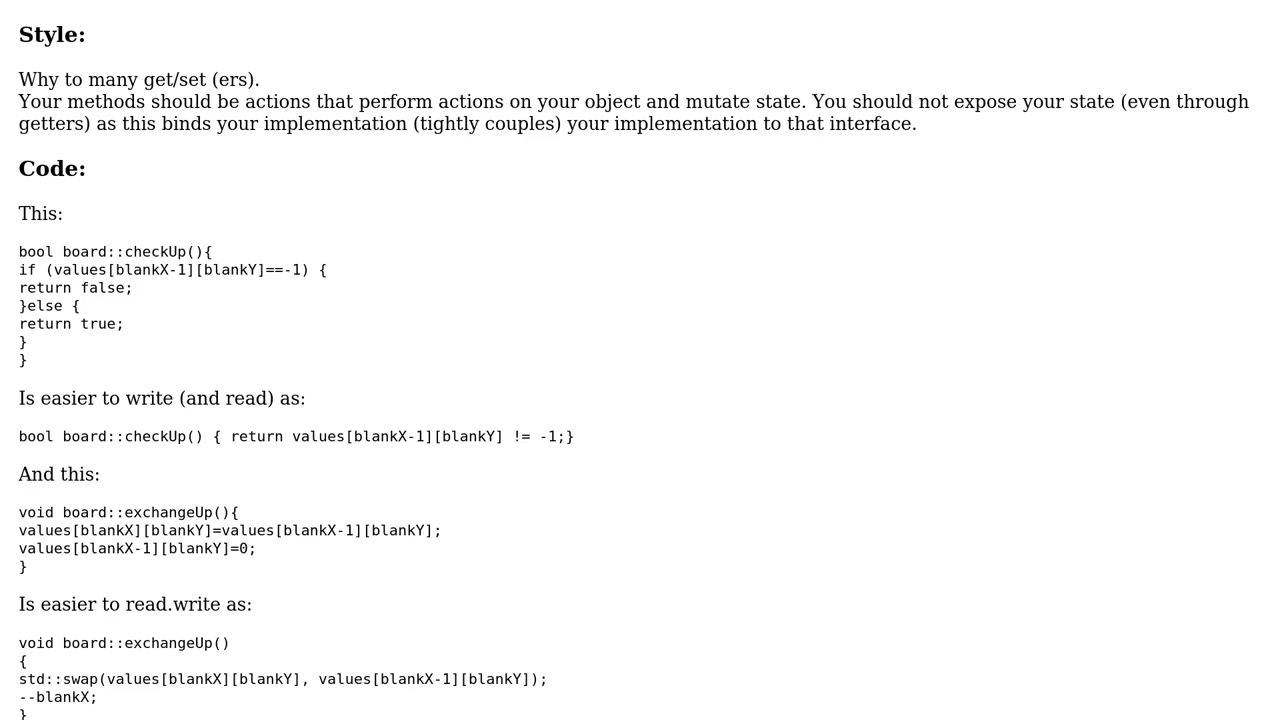 Style:
Why to many get/set (ers).
Your methods should be actions that perform actions on your object and mutate state. You should not expose your state (even through
getters) as this binds your implementation (tightly couples) your implementation to that interface.
Code:
This:
bool board::checkUp(){
if (values[blankX-1][blankY]==-1) {
return false;
}else {
return true;
}
}
Is easier to write (and read) as:
bool board::checkUp() { return values[blankX-1][blankY] != -1;}
And this:
void board::exchangeUp(){
values[blankX][blankY]=values[blankX-1][blankY];
values[blankX-1][blankY]=0;
}
Is easier to read.write as:
void board::exchangeUp()
{
std::swap(values[blankX][blankY], values[blankX-1][blankY]);
--blankX;
}